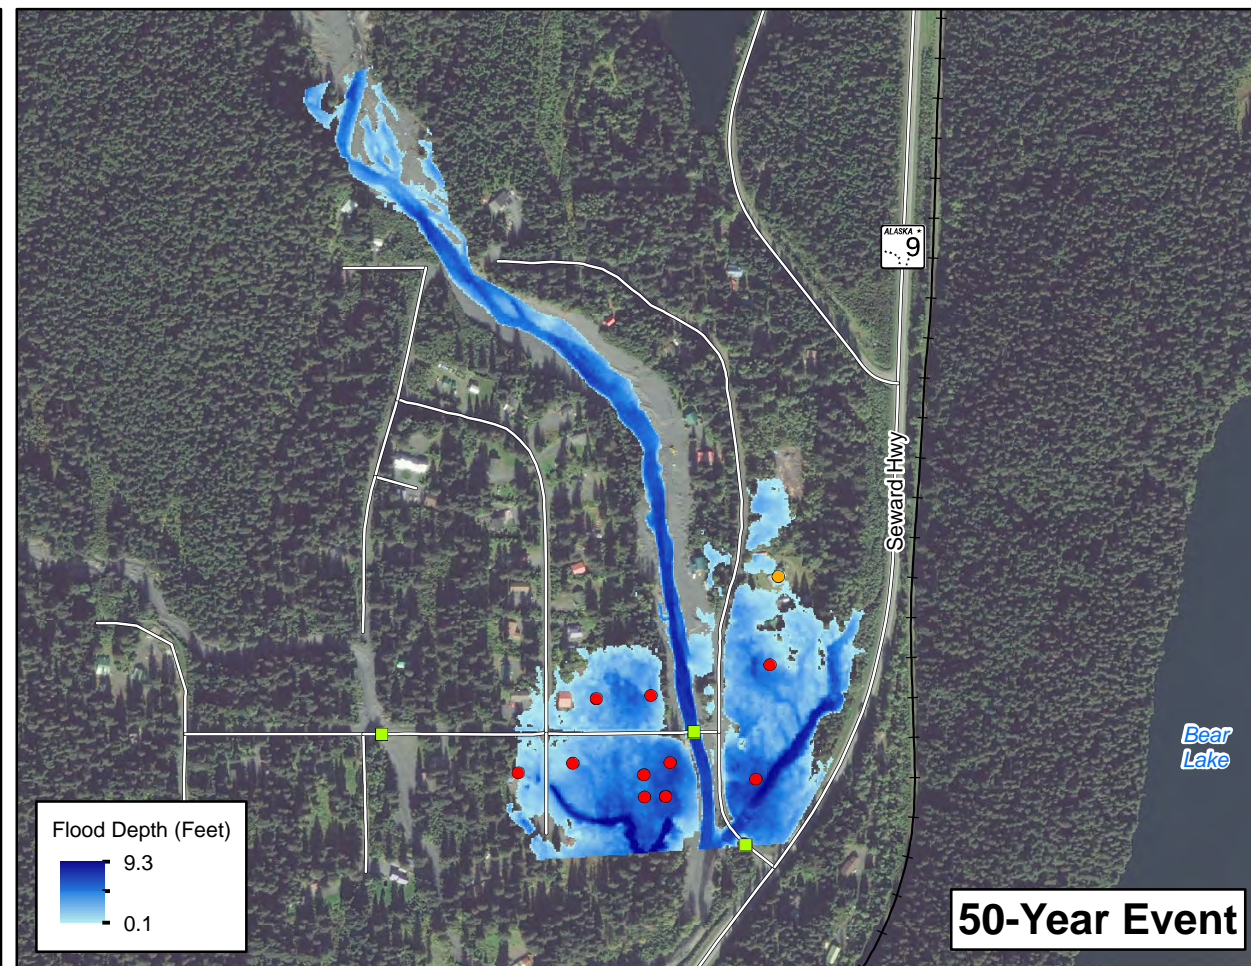 ALASKA
9
Seward Hwy
Bear
Lake
Flood Depth (Feet)
9.3
0.1
50-Year Event